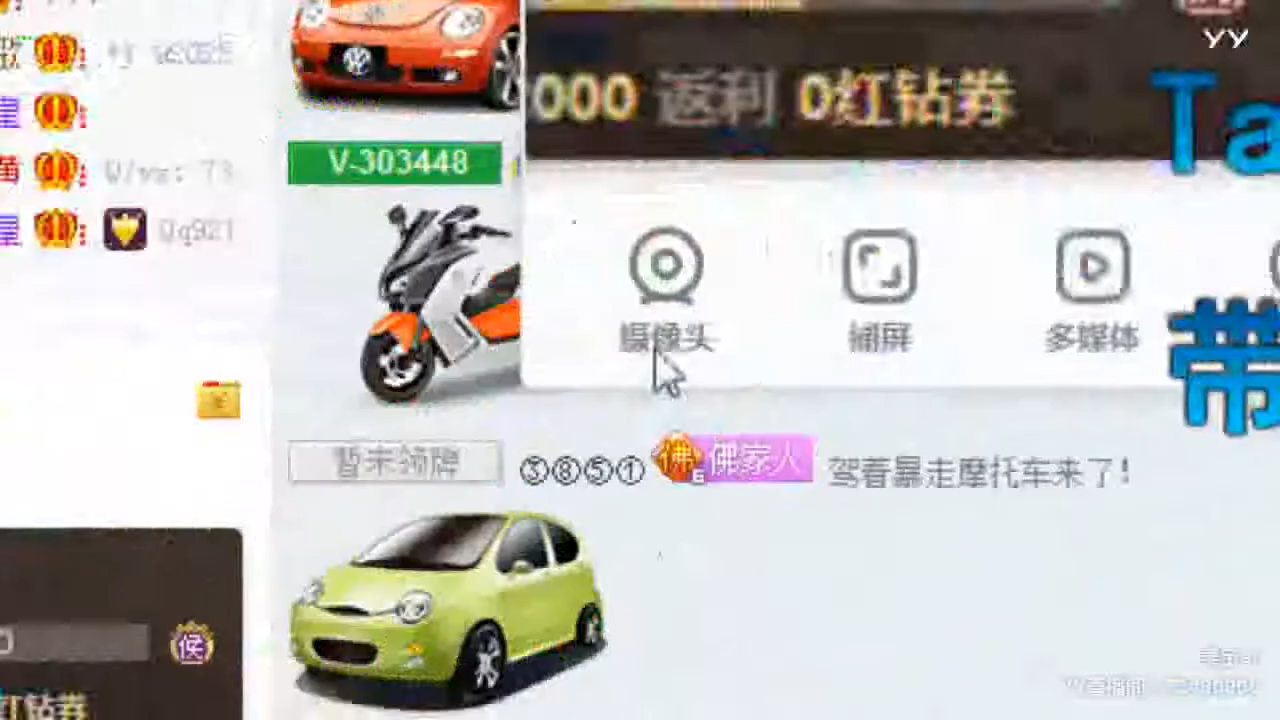 YY
000 返利 0红钻券
Ta
V-303448
Qq921
摄像头
捕屏
多媒体
带
暂未领牌
③⑧⑤①
佛
6
佛家人
驾着暴走摩托车来了!
侯
红钻券